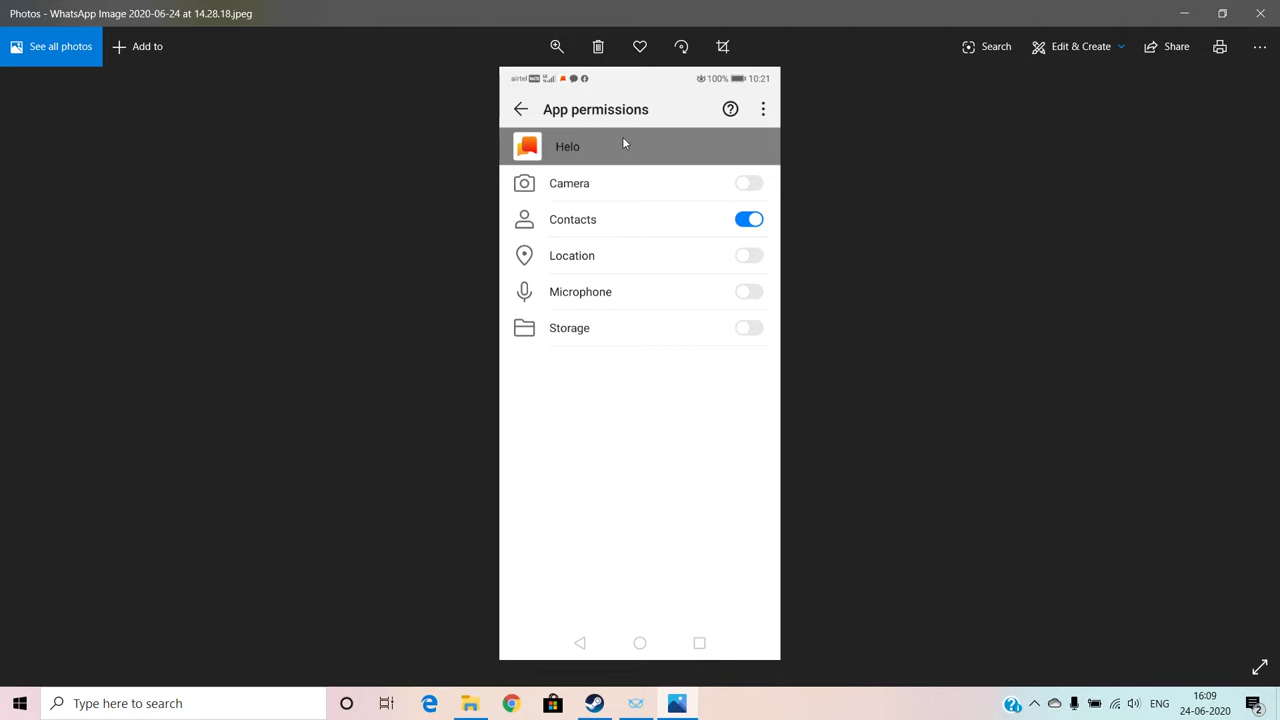 Photos - WhatsApp Image 2020-06-24 at 14.28.18.jpeg
See all photos
Add to
Search
Edit & Create
Share
airtel
100%
10:21
App permissions
Helo
Camera
Contacts
Location
Microphone
Storage
Type here to search
ENG
16:09
24-06-2020
2